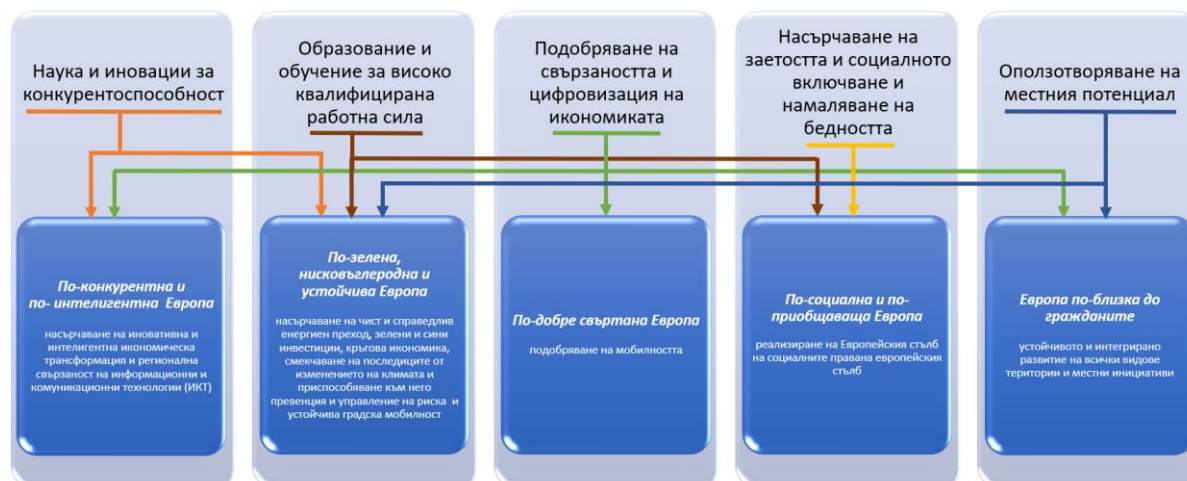 Наука и иновации за
конкурентоспособност
Образование и
обучение за високо
квалифицирана
работна сила
Подобряване на
свързаността и
цифровизация на
икономиката
Насърчаване на
заетостта и социалното
включване и
намаляване на
бедността
Оползотворяване на
местния потенциал
По-конкурентна и
по- интелигентна Европа
насърчаване на иновативна и
интелигентна икономическа
трансформация и регионална
свързаност на информационни и
комуникационни технологии (ИКТ)
По-зелена,
нисковъглеродна и
устойчива Европа
насърчаване на чист и справедлив
енергиен преход, зелени и сини
инвестиции, кръгова икономика,
смекчаване на последиците от
изменението на климата и
приспособяване към него
превенция и управление на риска и
устойчива градска мобилност
По-добре свъртана Европа
подобряване на мобилността
По-социална и по-
приобщаваща Европа
реализиране на Европейския стълб
на социалните правана европейския
стълб
Европа по-близка до
гражданите
устойчивото и интегрирано
развитие на всички видове
територии и местни инициативи